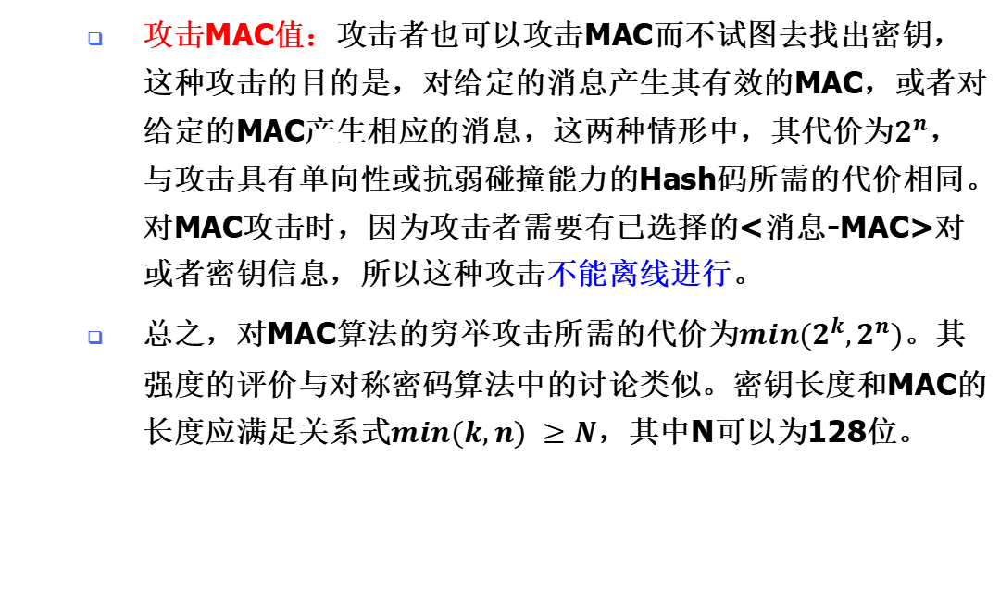 攻击MAC值：攻击者也可以攻击MAC而不试图去找出密钥，
这种攻击的目的是，对给定的消息产生其有效的MAC，或者对
给定的MAC产生相应的消息，这两种情形中，其代价为2ⁿ，
与攻击具有单向性或抗弱碰撞能力的Hash码所需的代价相同。
对MAC攻击时，因为攻击者需要有已选择的<消息-MAC>对
或者密钥信息，所以这种攻击不能离线进行。
总之，对MAC算法的穷举攻击所需的代价为min(2ᵏ, 2ⁿ)。其
强度的评价与对称密码算法中的讨论类似。密钥长度和MAC的
长度应满足关系式min(k, n) ≥ N，其中N可以为128位。